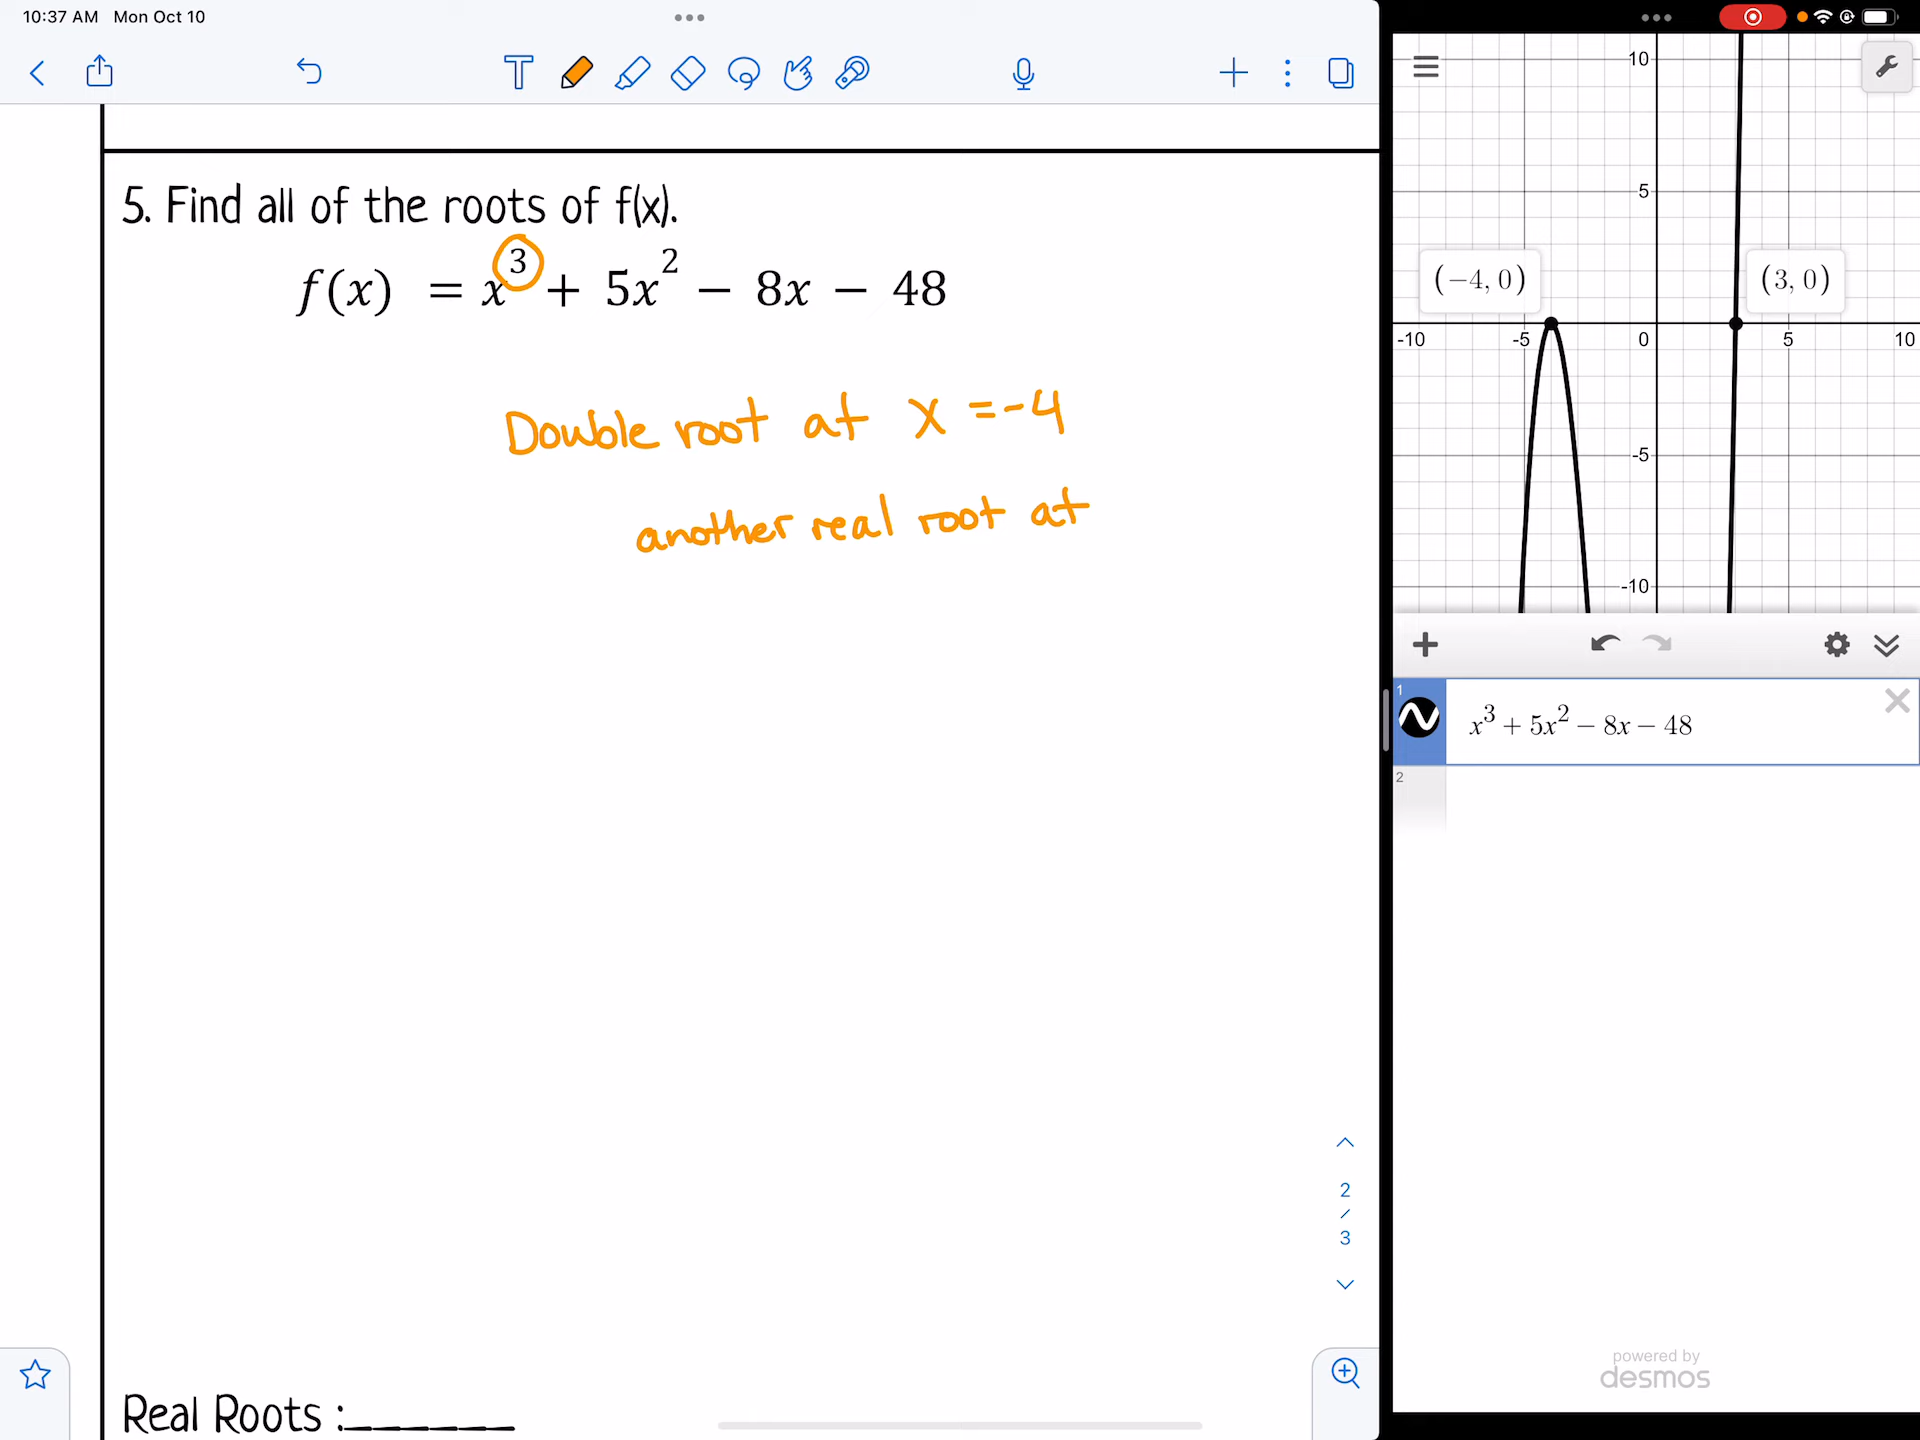 10:37 AM Mon Oct 10
5. Find all of the roots of f(x).
f(x) = x³ + 5x² − 8x − 48
Double root at x = -4
another real root at
2
/
3
Real Roots :_______
10
5
(−4, 0)
(3, 0)
-10 -5 0 5 10
-5
-10
1
x³ + 5x² − 8x − 48
2
powered by
desmos